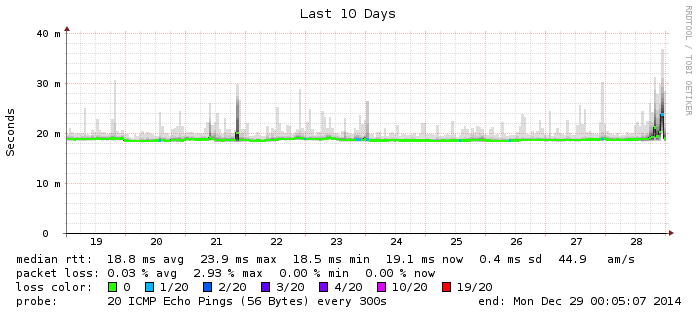 Last 10 Days
RRDTOOL / TOBI OETIKER
40 m
30 m
20 m
10 m
0
Seconds
19 20 21 22 23 24 25 26 27 28
median rtt: 18.8 ms avg 23.9 ms max 18.5 ms min 19.1 ms now 0.4 ms sd 44.9 am/s
packet loss: 0.03 % avg 2.93 % max 0.00 % min 0.00 % now
loss color: 0 1/20 2/20 3/20 4/20 10/20 19/20
probe: 20 ICMP Echo Pings (56 Bytes) every 300s end: Mon Dec 29 00:05:07 2014